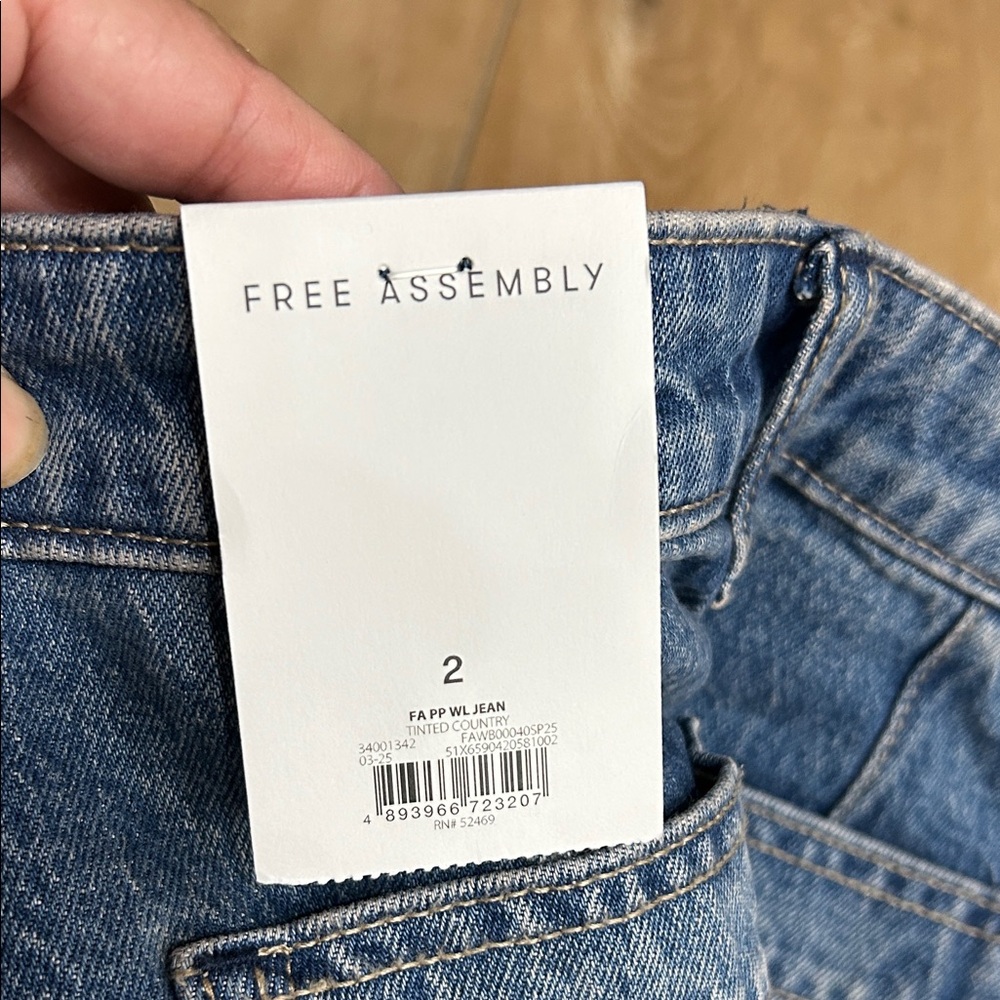 FREE ASSEMBLY
2
FA PP WL JEAN
TINTED COUNTRY
34001342 FAWB00040SP25
03-25 51X6590420581002
4 893966 723207
RN# 52469